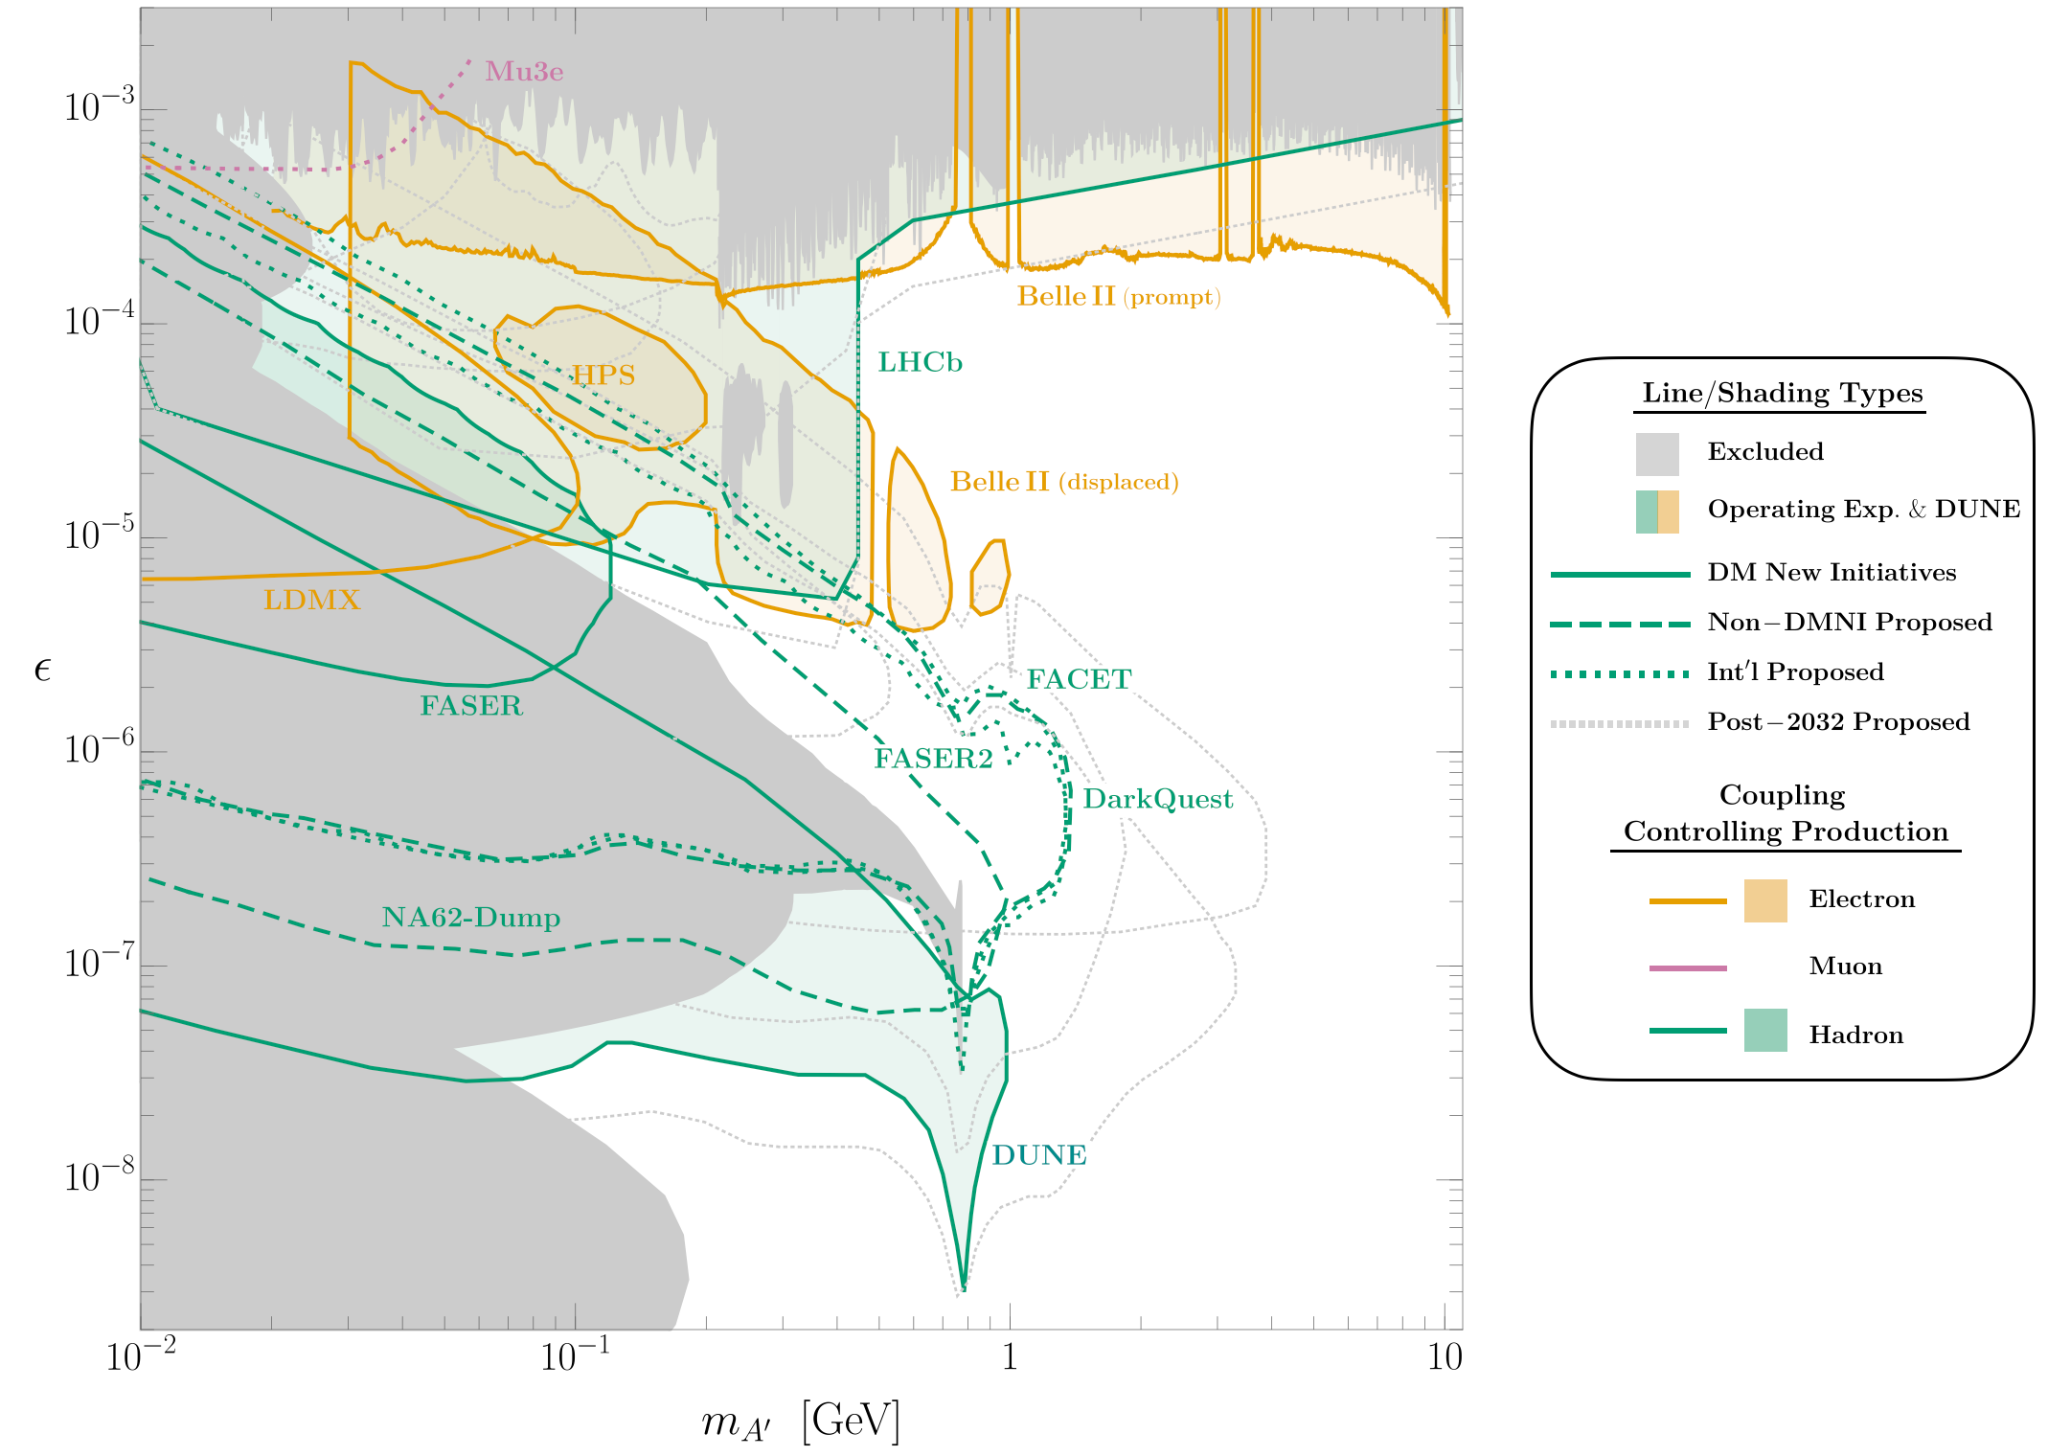 Mu3e
10−3
10−4
Belle II (prompt)
LHCb
HPS
Belle II (displaced)
10−5
LDMX
ϵ
FACET
FASER
10−6
FASER2
DarkQuest
NA62-Dump
10−7
DUNE
10−8
10−2
10−1
1
10
mA′ [GeV]
Line/Shading Types
Excluded
Operating Exp. & DUNE
DM New Initiatives
Non−DMNI Proposed
Int'l Proposed
Post−2032 Proposed
Coupling
Controlling Production
Electron
Muon
Hadron